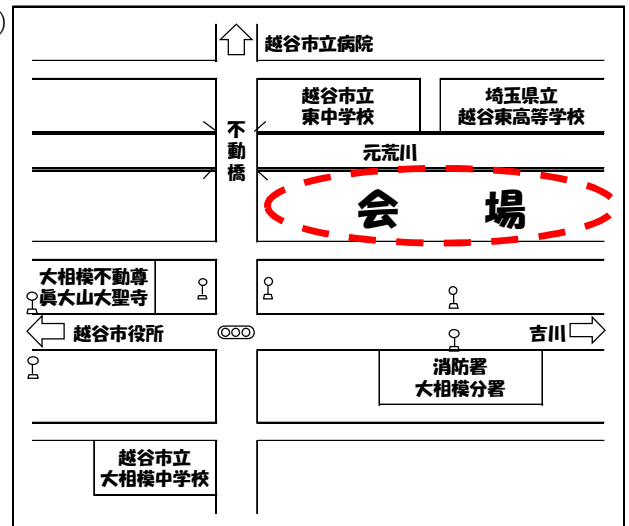 越谷市立病院
越谷市立
東中学校
埼玉県立
越谷東高等学校
不動橋
元荒川
会場
大相模不動尊
眞大山大聖寺
越谷市役所
吉川
消防署
大相模分署
越谷市立
大相模中学校